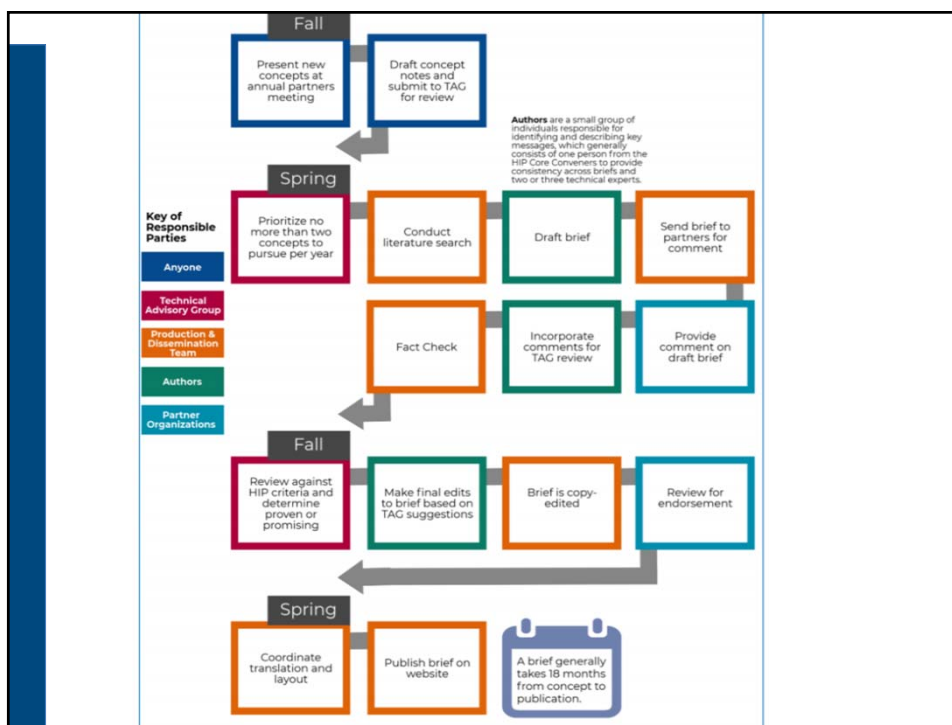 Fall
Present new
concepts at
annual partners
meeting
Draft concept
notes and
submit to TAG
for review
Authors are a small group of
individuals responsible for
identifying and describing key
messages, which generally
consists of one person from the
HIP Core Conveners to provide
consistency across briefs and
two or three technical experts.
Spring
Prioritize no
more than two
concepts to
pursue per year
Conduct
literature search
Draft brief
Send brief to
partners for
comment
Key of
Responsible
Parties
Anyone
Technical
Advisory Group
Production &
Dissemination
Team
Authors
Partner
Organizations
Fact Check
Incorporate
comments for
TAG review
Provide
comment on
draft brief
Fall
Review against
HIP criteria and
determine
proven or
promising
Make final edits
to brief based on
TAG suggestions
Brief is copy-
edited
Review for
endorsement
Spring
Coordinate
translation and
layout
Publish brief on
website
A brief generally
takes 18 months
from concept to
publication.